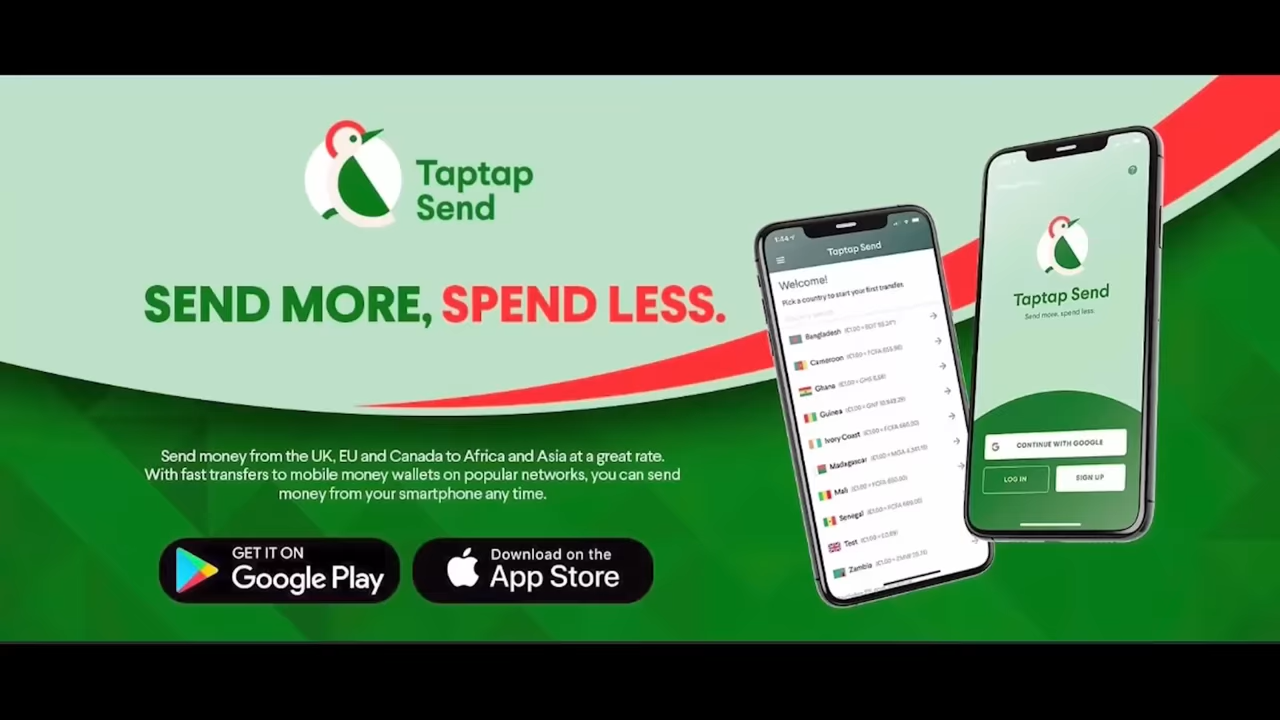 Taptap
Send
SEND MORE, SPEND LESS.
Send money from the UK, EU and Canada to Africa and Asia at a great rate.
With fast transfers to mobile money wallets on popular networks, you can send
money from your smartphone any time.
GET IT ON
Google Play
Download on the
App Store
Taptap Send
Welcome!
Pick a country to start your first transfer.
Bangladesh
Cameroon
Ghana
Guinea
Ivory Coast
Madagascar
Mali
Senegal
Test
Zambia
Taptap Send
Send more, spend less.
CONTINUE WITH GOOGLE
LOG IN
SIGN UP